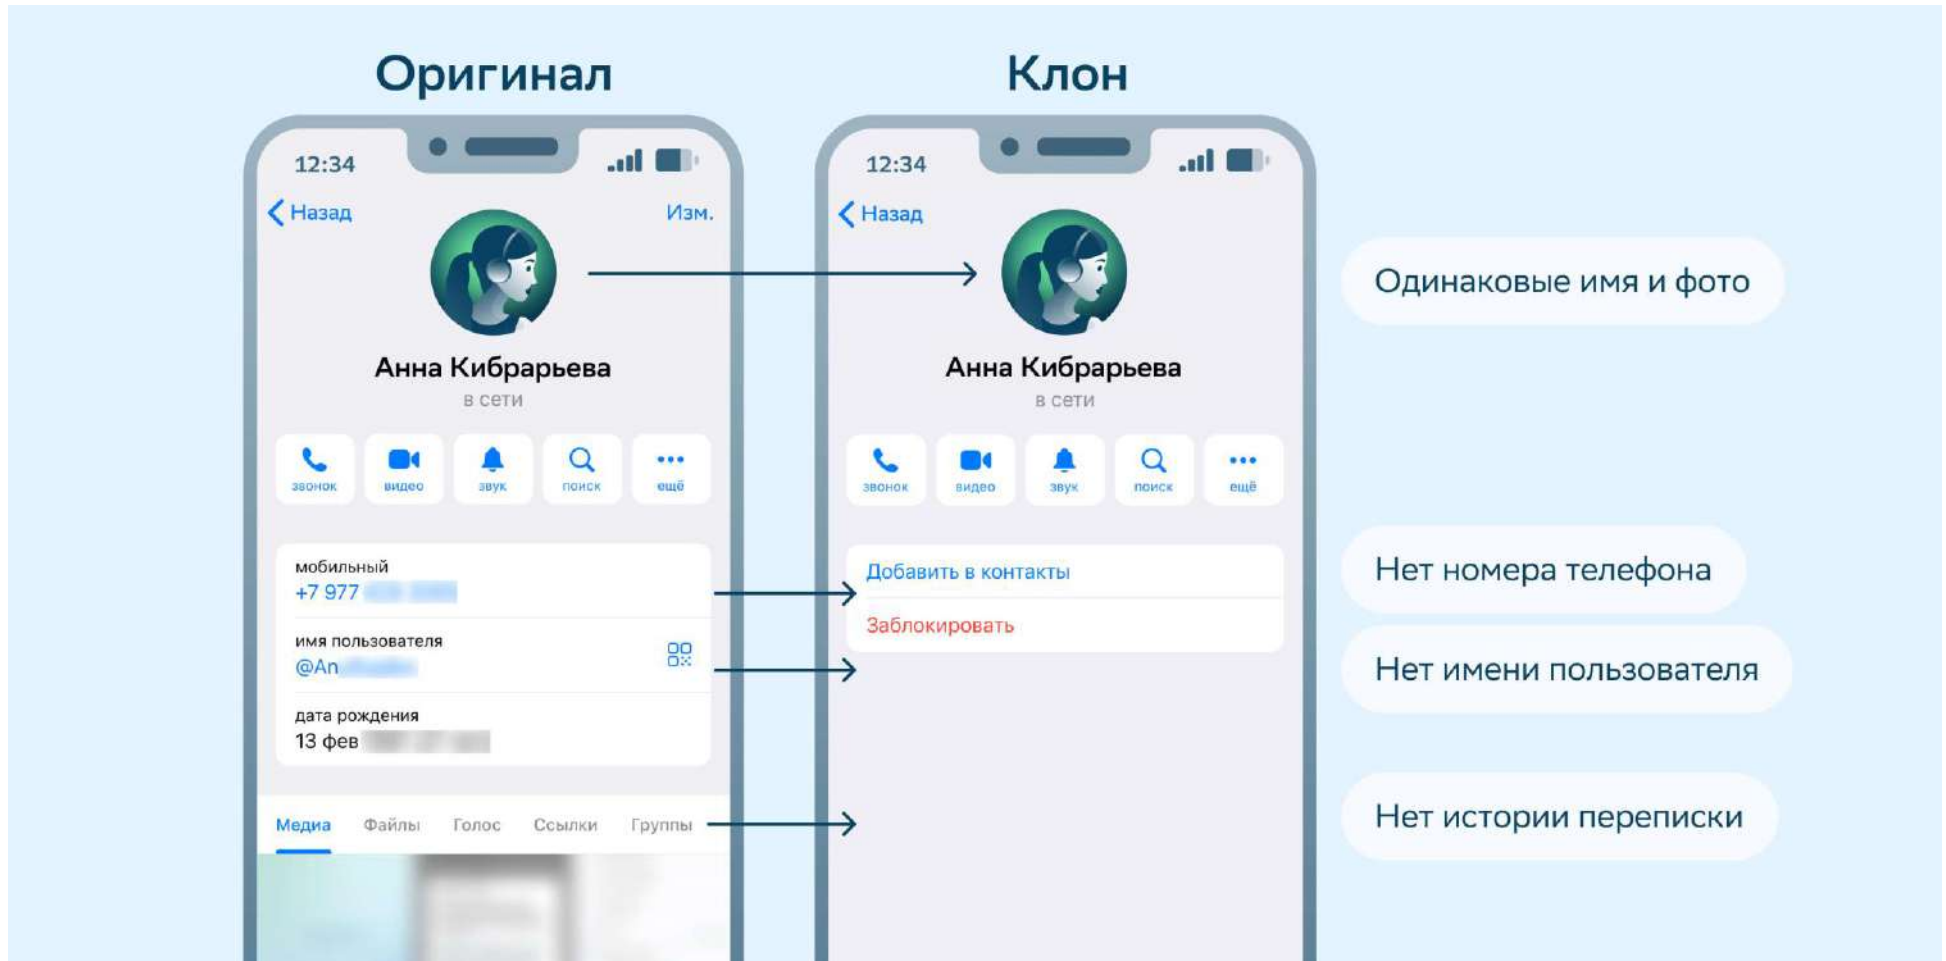 Оригинал
12:34
Назад
Изм.
Анна Кибрарьева
в сети
звонок
видео
звук
поиск
ещё
мобильный
+7 977
имя пользователя
@An
дата рождения
13 фев
Медиа
Файлы
Голос
Ссылки
Группы
Клон
12:34
Назад
Анна Кибрарьева
в сети
звонок
видео
звук
поиск
ещё
Добавить в контакты
Заблокировать
Одинаковые имя и фото
Нет номера телефона
Нет имени пользователя
Нет истории переписки